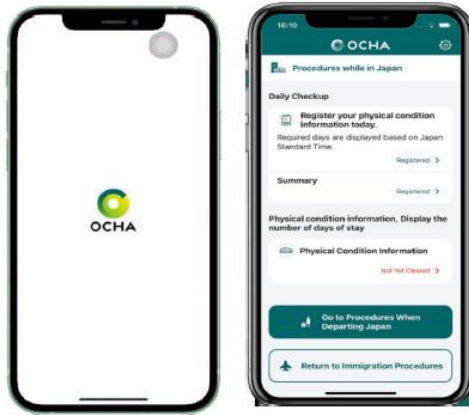 OCHA
16:10
OCHA
Procedures while in Japan
Daily Checkup
Register your physical condition
information today.
Required days are displayed based on Japan
Standard Time.
Registered >
Summary
Registered >
Physical condition information, Display the
number of days of stay
Physical Condition Information
Not Yet Cleared >
Go to Procedures When
Departing Japan
Return to Immigration Procedures